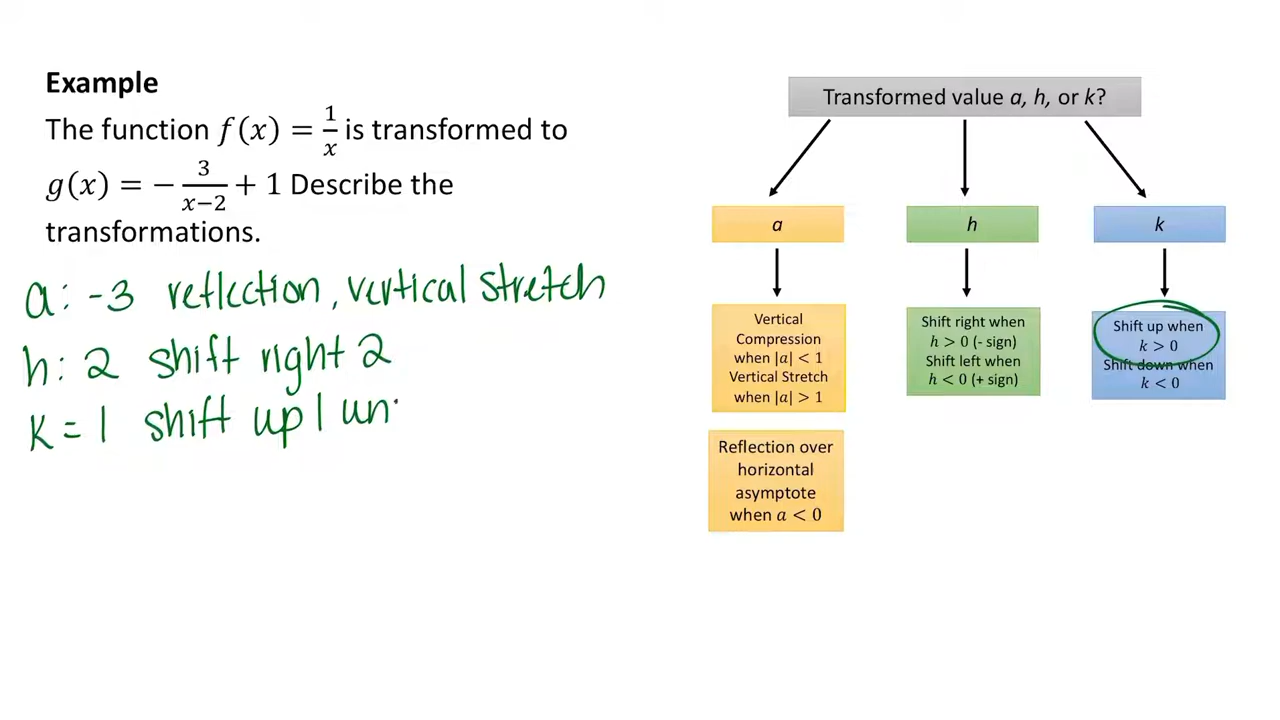 Example
The function f(x) = 1/x is transformed to
g(x) = − 3/(x−2) + 1 Describe the
transformations.
a: -3 reflection, vertical stretch
h: 2 shift right 2
K = 1 shift up 1 un
Transformed value a, h, or k?
a
h
k
Vertical
Compression
when |a| < 1
Vertical Stretch
when |a| > 1
Reflection over
horizontal
asymptote
when a < 0
Shift right when
h > 0 (- sign)
Shift left when
h < 0 (+ sign)
Shift up when
k > 0
Shift down when
k < 0